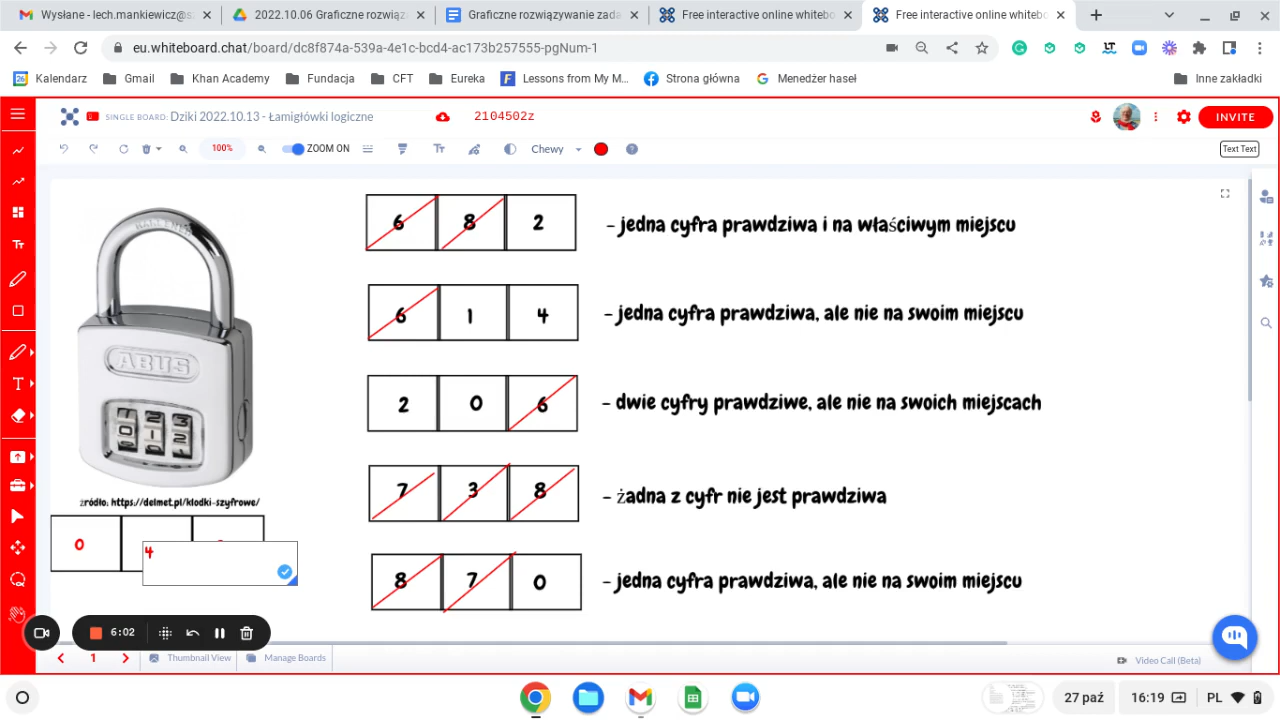 Wysłane - lech.mankiewicz@s
2022.10.06 Graficzne rozwiąz
Graficzne rozwiązywanie zada
Free interactive online whitebo
Free interactive online whiteb
eu.whiteboard.chat/board/dc8f874a-539a-4e1c-bcd4-ac173b257555-pgNum-1
Kalendarz
Gmail
Khan Academy
Fundacja
CFT
Eureka
Lessons from My M...
Strona główna
Menedżer haseł
Inne zakładki
SINGLE BOARD: Dziki 2022.10.13 - Łamigłówki logiczne
2104502z
INVITE
100%
ZOOM ON
Chewy
Text Text
6 8 2 - jedna cyfra prawdziwa i na właściwym miejscu
6 1 4 - jedna cyfra prawdziwa, ale nie na swoim miejscu
2 0 6 - dwie cyfry prawdziwe, ale nie na swoich miejscach
7 3 8 - żadna z cyfr nie jest prawdziwa
8 7 0 - jedna cyfra prawdziwa, ale nie na swoim miejscu
ABUS
źródło: https://delmet.pl/klodki-szyfrowe/
0
4
6:02
1
Thumbnail View
Manage Boards
Video Call (Beta)
27 paź
16:19
PL